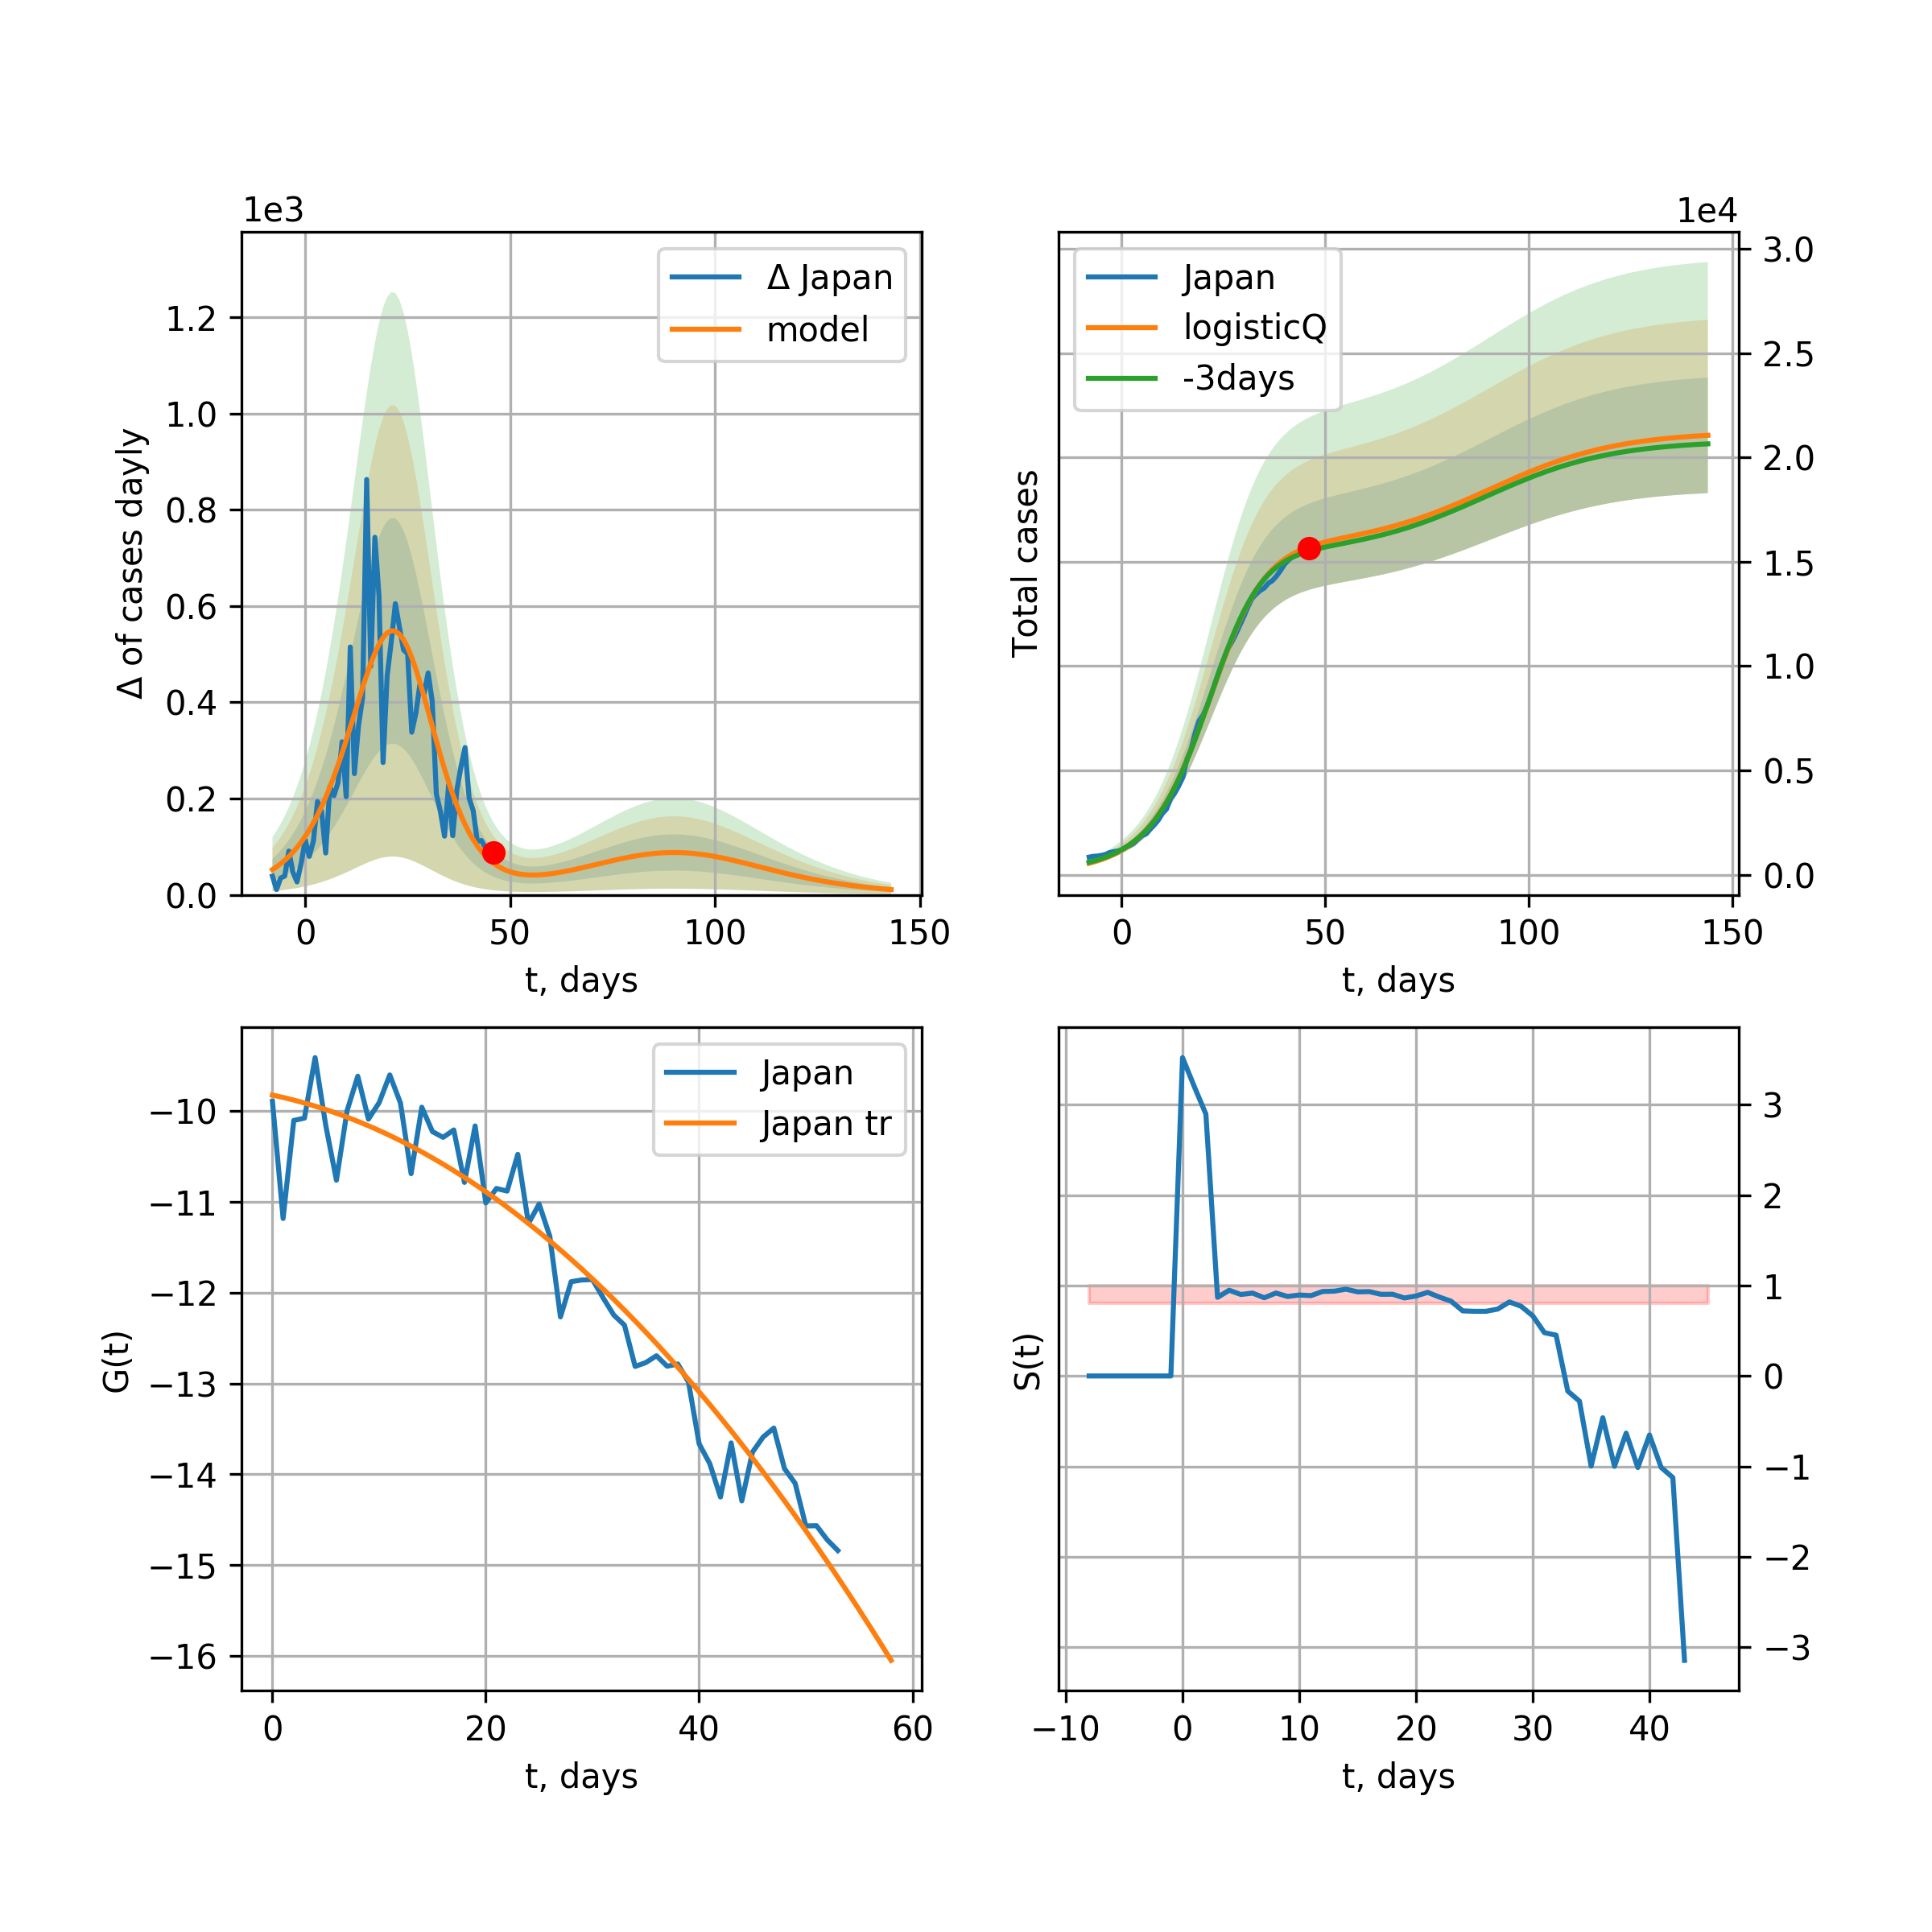 1e3
Δ Japan
model
1.2
1.0
0.8
0.6
0.4
0.2
0.0
Δ of cases dayly
0 50 100 150
t, days
1e4
Japan
logisticQ
-3days
3.0
2.5
2.0
1.5
1.0
0.5
0.0
Total cases
0 50 100 150
t, days
Japan
Japan tr
−10
−11
−12
−13
−14
−15
−16
G(t)
0 20 40 60
t, days
3
2
1
0
−1
−2
−3
S(t)
−10 0 10 20 30 40
t, days